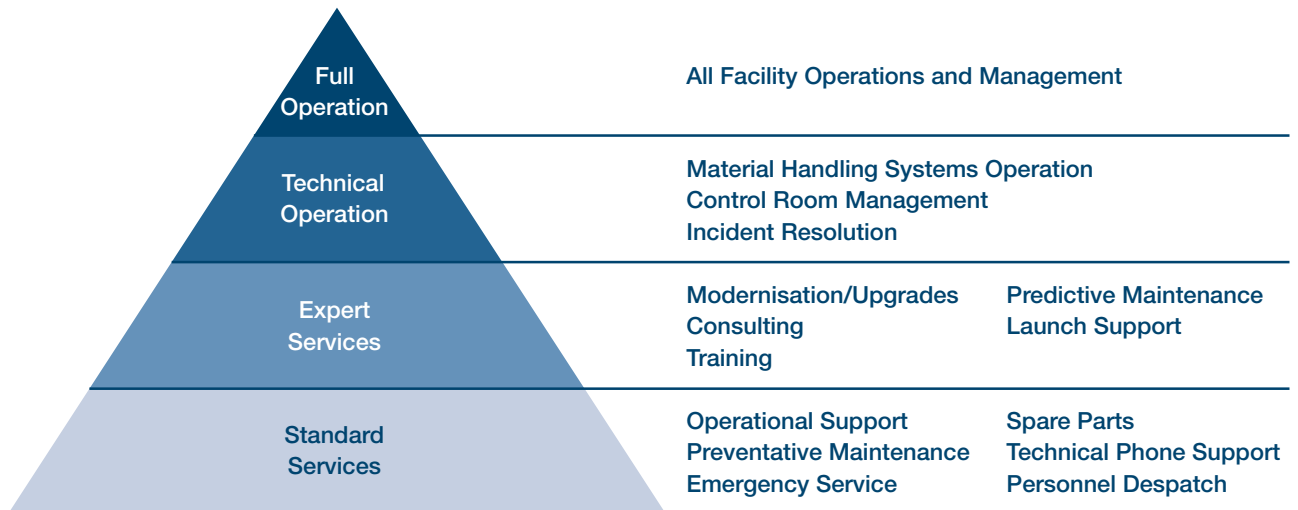 Full
Operation
All Facility Operations and Management
Technical
Operation
Material Handling Systems Operation
Control Room Management
Incident Resolution
Expert
Services
Modernisation/Upgrades
Consulting
Training
Predictive Maintenance
Launch Support
Standard
Services
Operational Support
Preventative Maintenance
Emergency Service
Spare Parts
Technical Phone Support
Personnel Despatch